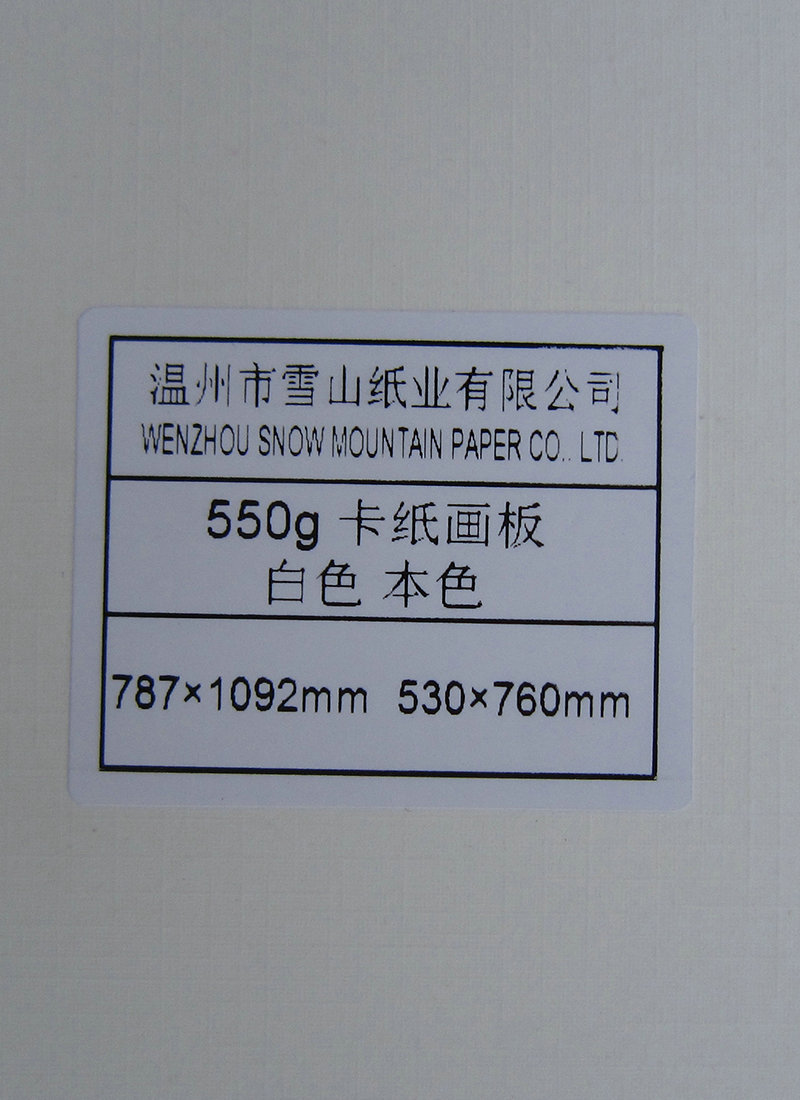 温州市雪山纸业有限公司
WENZHOU SNOW MOUNTAIN PAPER CO., LTD.
550g 卡纸画板
白色 本色
787×1092mm 530×760mm